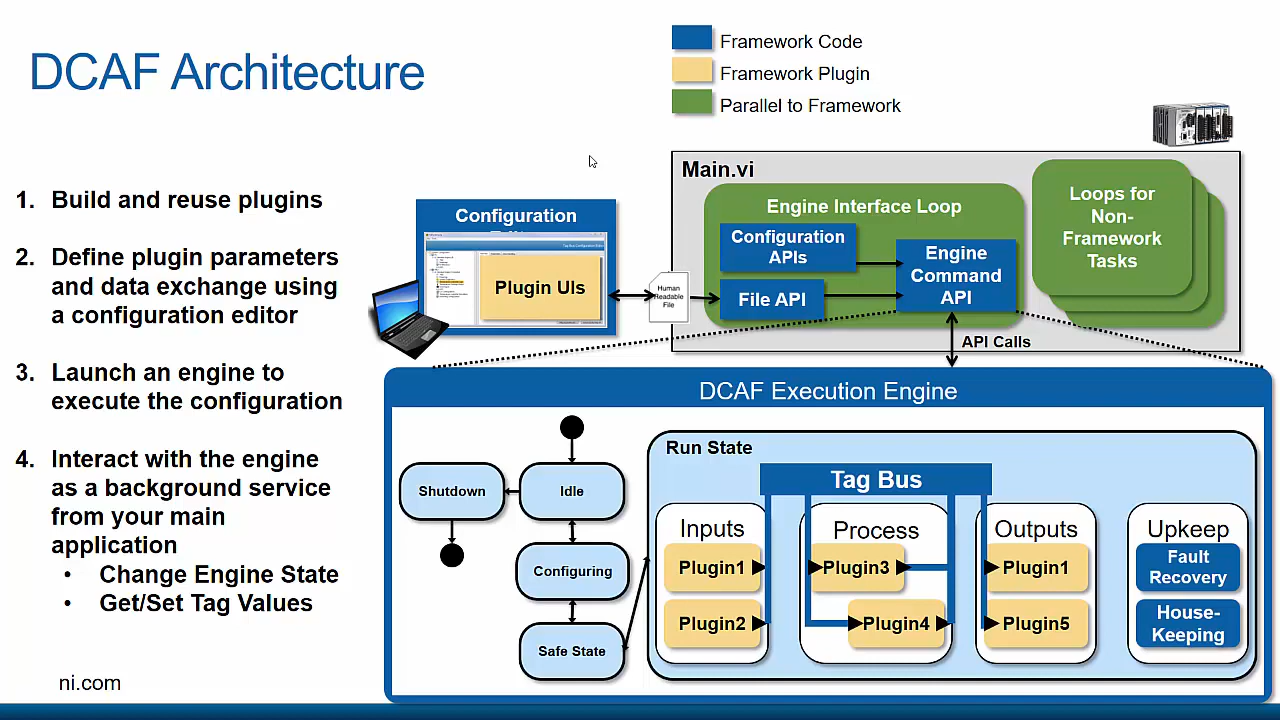 DCAF Architecture
Framework Code
Framework Plugin
Parallel to Framework
1. Build and reuse plugins
2. Define plugin parameters
and data exchange using
a configuration editor
3. Launch an engine to
execute the configuration
4. Interact with the engine
as a background service
from your main
application
• Change Engine State
• Get/Set Tag Values
ni.com
Configuration
Plugin UIs
Human
Readable
File
Main.vi
Engine Interface Loop
Configuration
APIs
File API
Engine
Command
API
Loops for
Non-
Framework
Tasks
API Calls
DCAF Execution Engine
Shutdown
Idle
Configuring
Safe State
Run State
Tag Bus
Inputs
Plugin1
Plugin2
Process
Plugin3
Plugin4
Outputs
Plugin1
Plugin5
Upkeep
Fault
Recovery
House-
Keeping